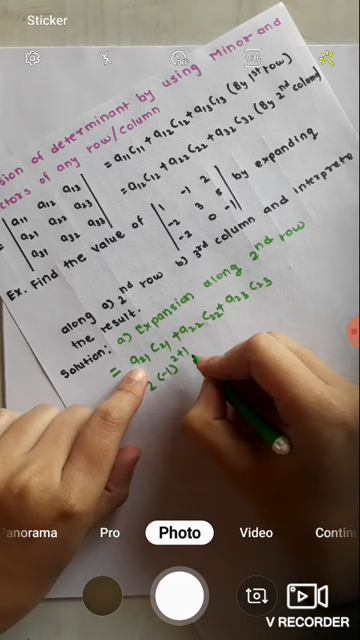 Sticker
sion of determinant by using Minor and
ctors of any row/column
a11 a12 a13
a21 a22 a23
a31 a32 a33
= a11C11 + a12C12 + a13C13 (By 1st row)
= a12C12 + a22C22 + a32C32 (By 2nd column)
Ex. Find the value of | 1 -1 2 | by expanding
-2 3 5
-2 0 -1
along a) 2nd row b) 3rd column and interprete
the result.
Solution: a) Expansion along 2nd row
= a21 C21 + a22 C22 + a23 C23
2 (-1)2+1
Panorama Pro Photo Video Contin
V RECORDER